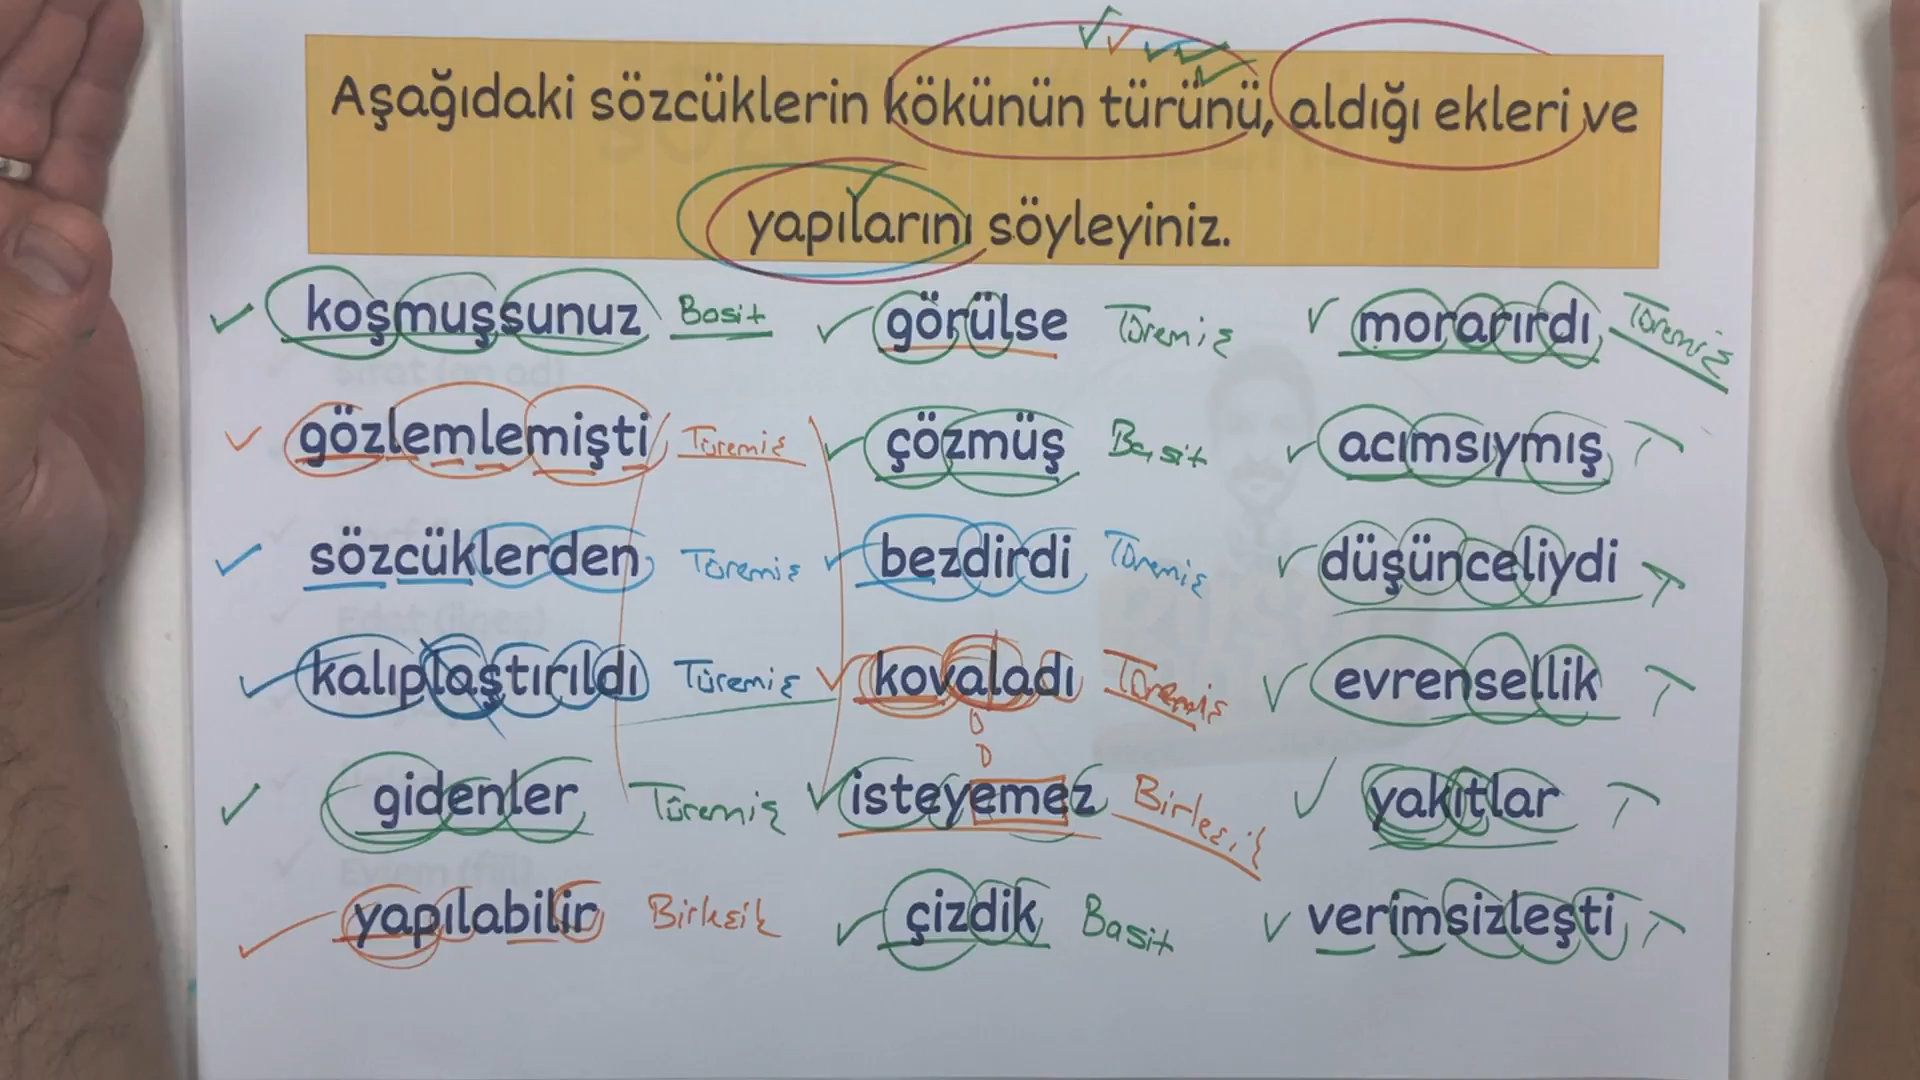 Aşağıdaki sözcüklerin kökünün türünü, aldığı ekleri ve
yapılarını söyleyiniz.
koşmuşsunuz Basit görülse Türemiş morarırdı Türemiş
gözlemlemişti Türemiş çözmüş Basit acımsıymış T
sözcüklerden Türemiş bezdirdi Türemiş düşünceliydi T
kalıplaştırıldı Türemiş kovaladı Türemiş evrensellik T
gidenler Türemiş isteyemez Birleşik yakıtlar T
yapılabilir Birleşik çizdik Basit verimsizleşti T